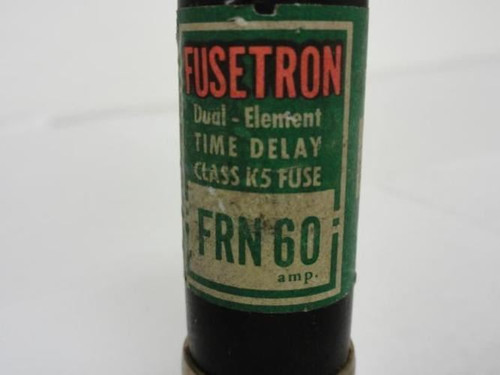 FUSETRON
Dual - Element
TIME DELAY
CLASS K5 FUSE
FRN 60
amp.